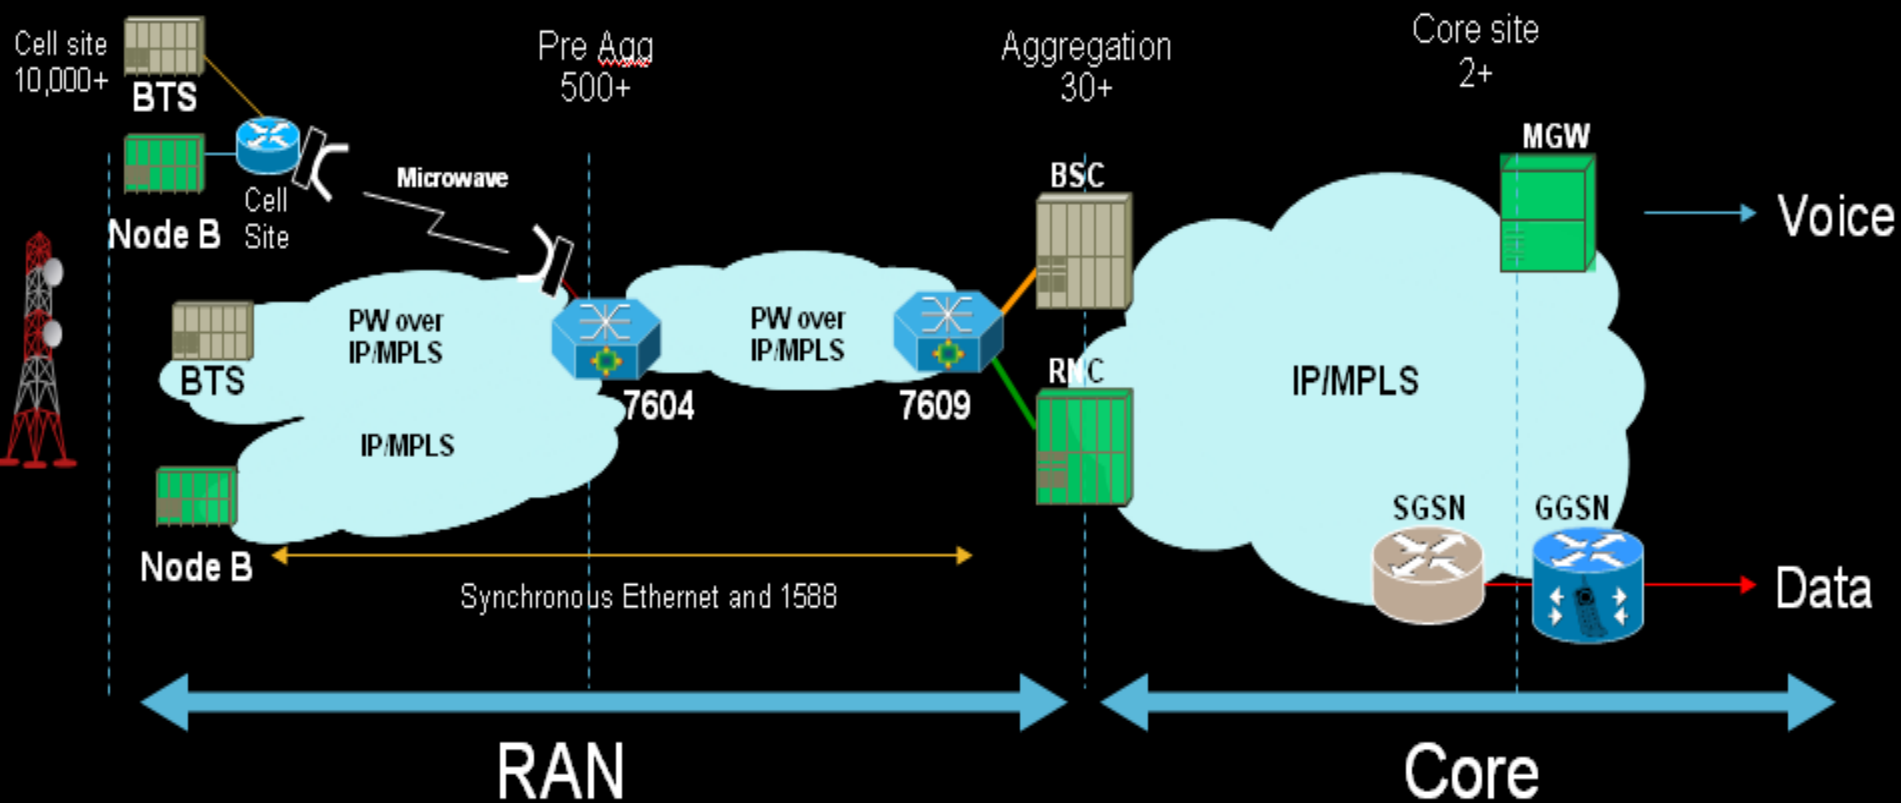 Cell site
10,000+
Pre Agg
500+
Aggregation
30+
Core site
2+
BTS
Node B
Cell
Site
Microwave
BSC
MGW
Voice
PW over
IP/MPLS
BTS
PW over
IP/MPLS
7604
7609
RNC
IP/MPLS
IP/MPLS
Node B
SGSN
GGSN
Data
Synchronous Ethernet and 1588
RAN
Core